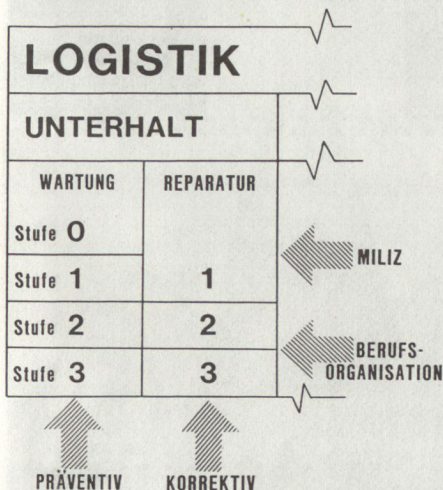 LOGISTIK
UNTERHALT
WARTUNG REPARATUR
Stufe 0
MILIZ
Stufe 1 1
Stufe 2 2
BERUFS-
ORGANISATION
Stufe 3 3
PRÄVENTIV KORREKTIV